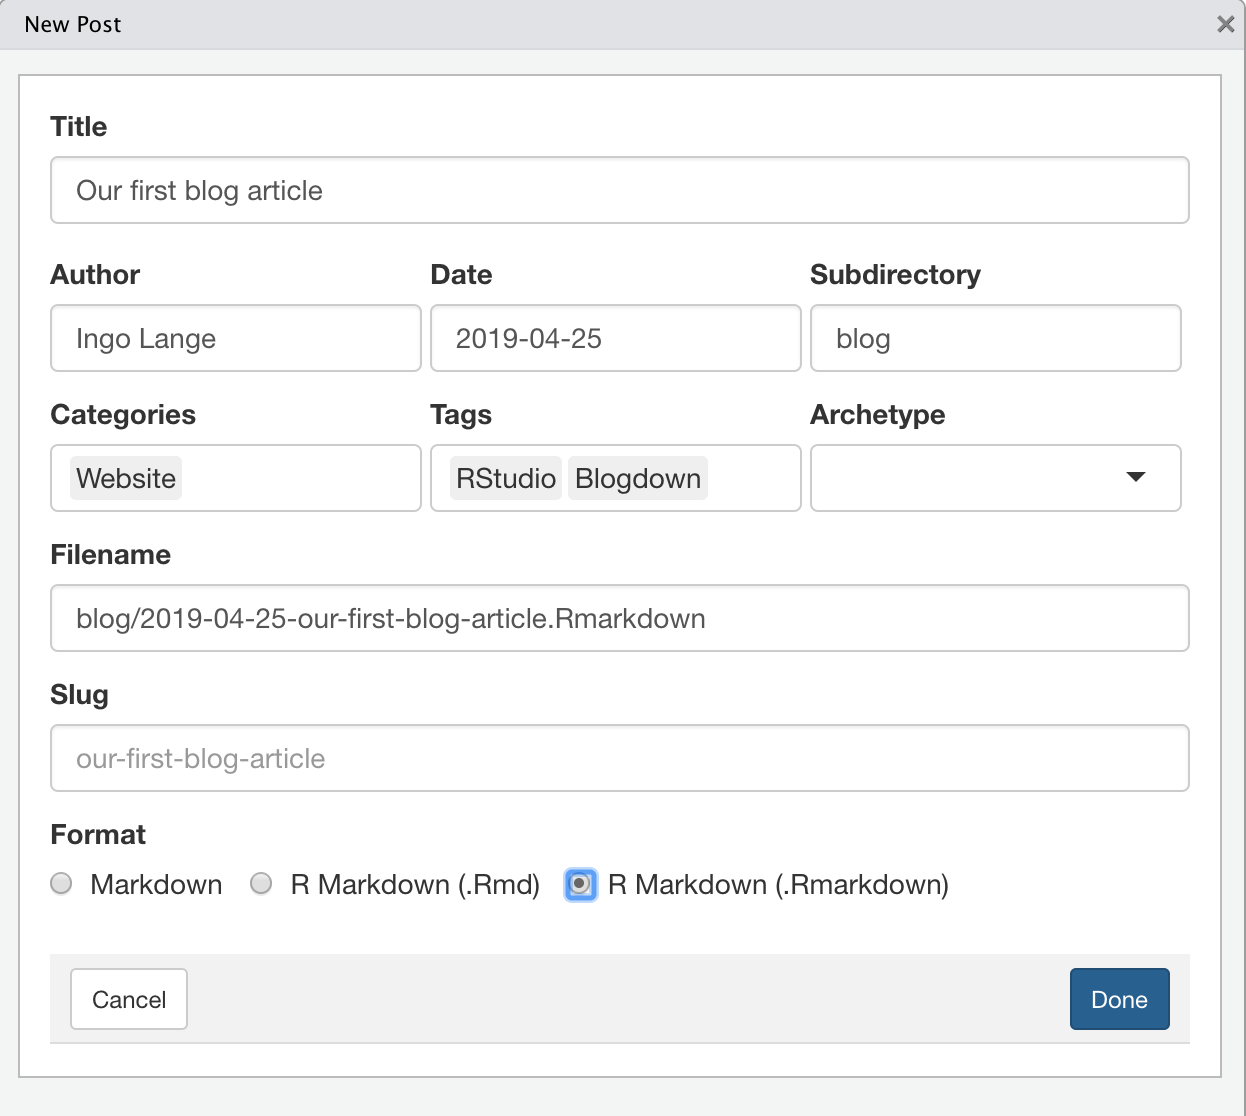 New Post
Title
Our first blog article
Author Date Subdirectory
Ingo Lange 2019-04-25 blog
Categories Tags Archetype
Website RStudio Blogdown
Filename
blog/2019-04-25-our-first-blog-article.Rmarkdown
Slug
our-first-blog-article
Format
Markdown R Markdown (.Rmd) R Markdown (.Rmarkdown)
Cancel Done